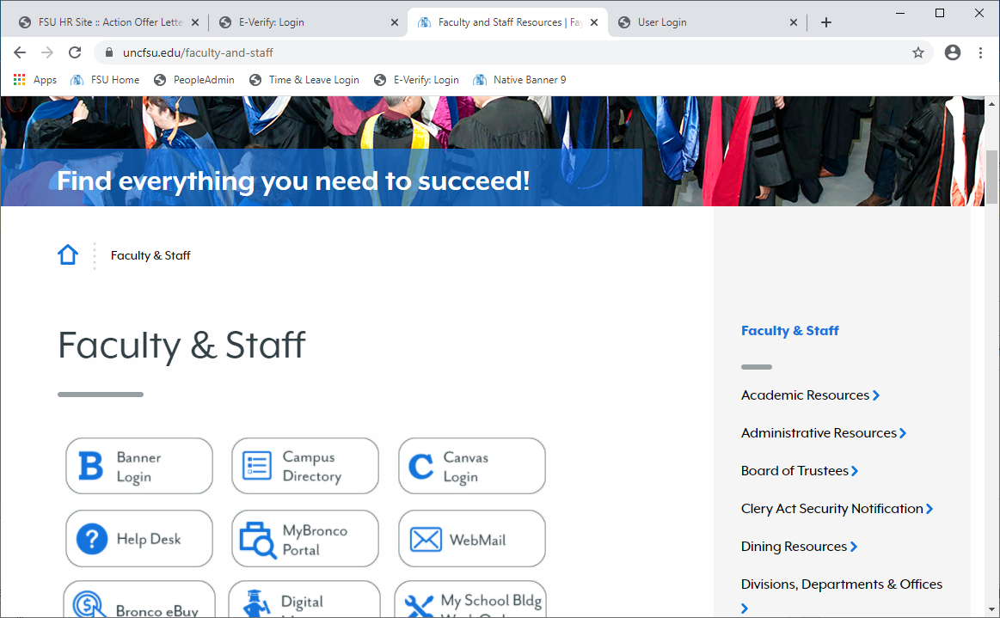 FSU HR Site :: Action Offer Lette
E-Verify: Login
Faculty and Staff Resources | Fay
User Login
uncfsu.edu/faculty-and-staff
Apps
FSU Home
PeopleAdmin
Time & Leave Login
E-Verify: Login
Native Banner 9
Find everything you need to succeed!
Faculty & Staff
Faculty & Staff
B Banner
Login
Campus
Directory
C Canvas
Login
? Help Desk
MyBronco
Portal
WebMail
$ Bronco eBuy
Digital
My School Bldg
Faculty & Staff
Academic Resources
Administrative Resources
Board of Trustees
Clery Act Security Notification
Dining Resources
Divisions, Departments & Offices